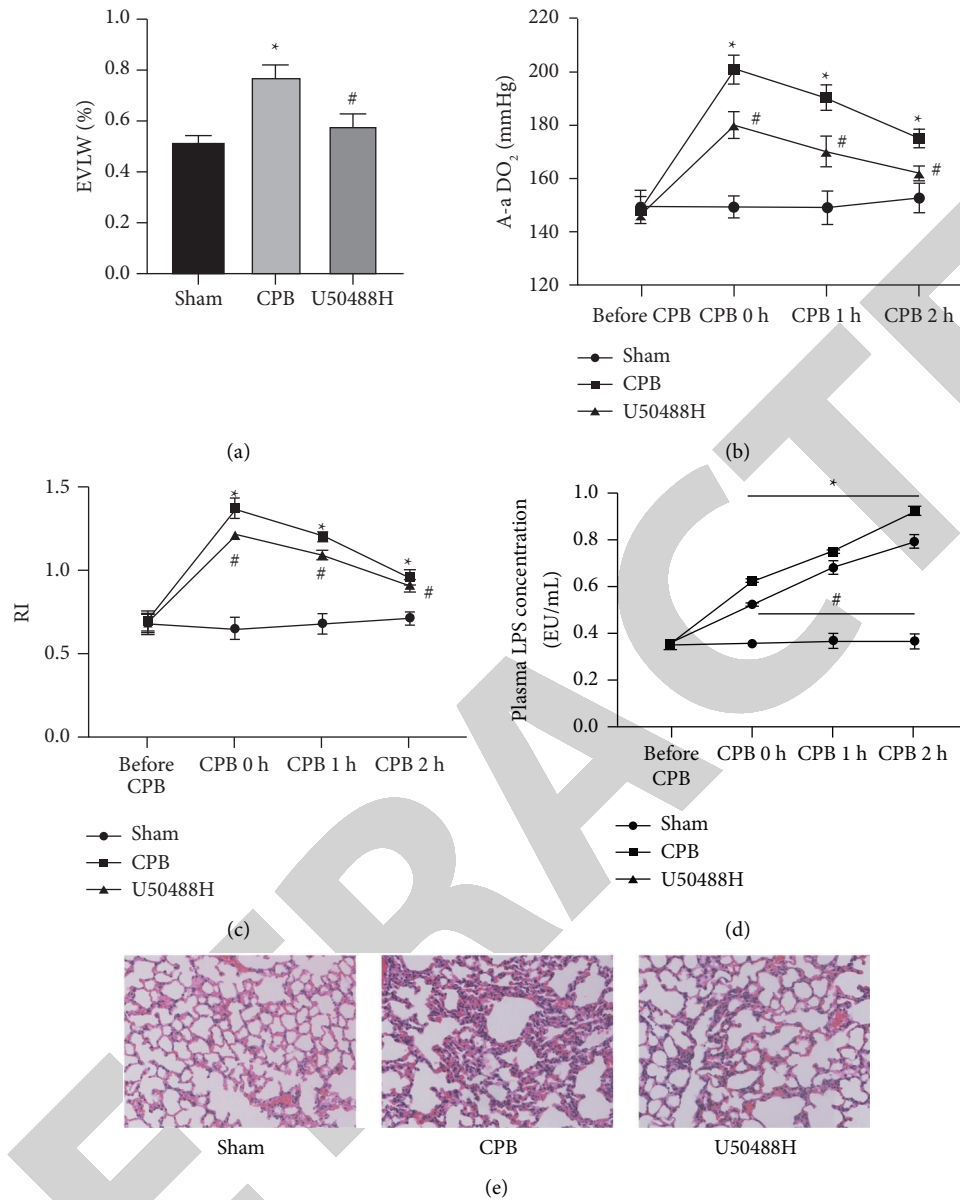 1.0
0.8
0.6
0.4
0.2
0.0
EVLW (%)
*
#
Sham CPB U50488H
(a)
220
200
180
160
140
120
A-a DO2 (mmHg)
* * *
# # #
Before CPB CPB 0 h CPB 1 h CPB 2 h
Sham
CPB
U50488H
(b)
1.5
1.0
0.5
0.0
RI
* * *
# # #
Before
CPB
CPB 0 h CPB 1 h CPB 2 h
Sham
CPB
U50488H
(c)
1.0
0.8
0.6
0.4
0.2
0.0
Plasma LPS concentration
(EU/mL)
*
#
Before
CPB
CPB 0 h CPB 1 h CPB 2 h
Sham
CPB
U50488H
(d)
Sham CPB U50488H
(e)